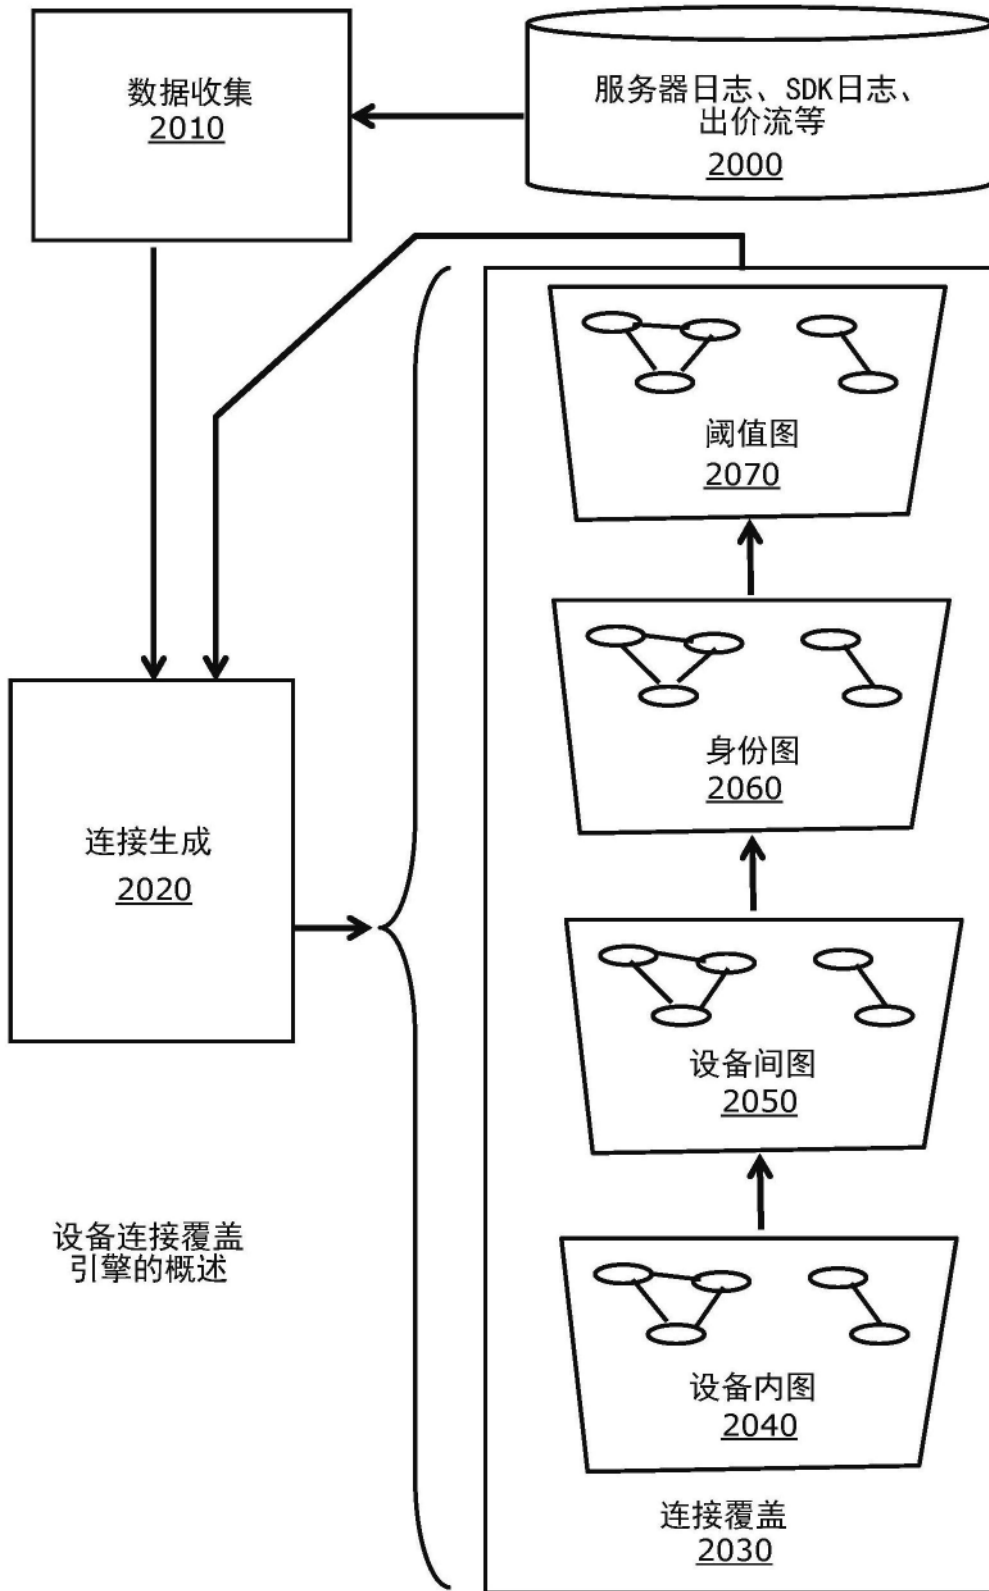 数据收集
2010
服务器日志、SDK日志、
出价流等
2000
阈值图
2070
身份图
2060
连接生成
2020
设备间图
2050
设备连接覆盖
引擎的概述
设备内图
2040
连接覆盖
2030